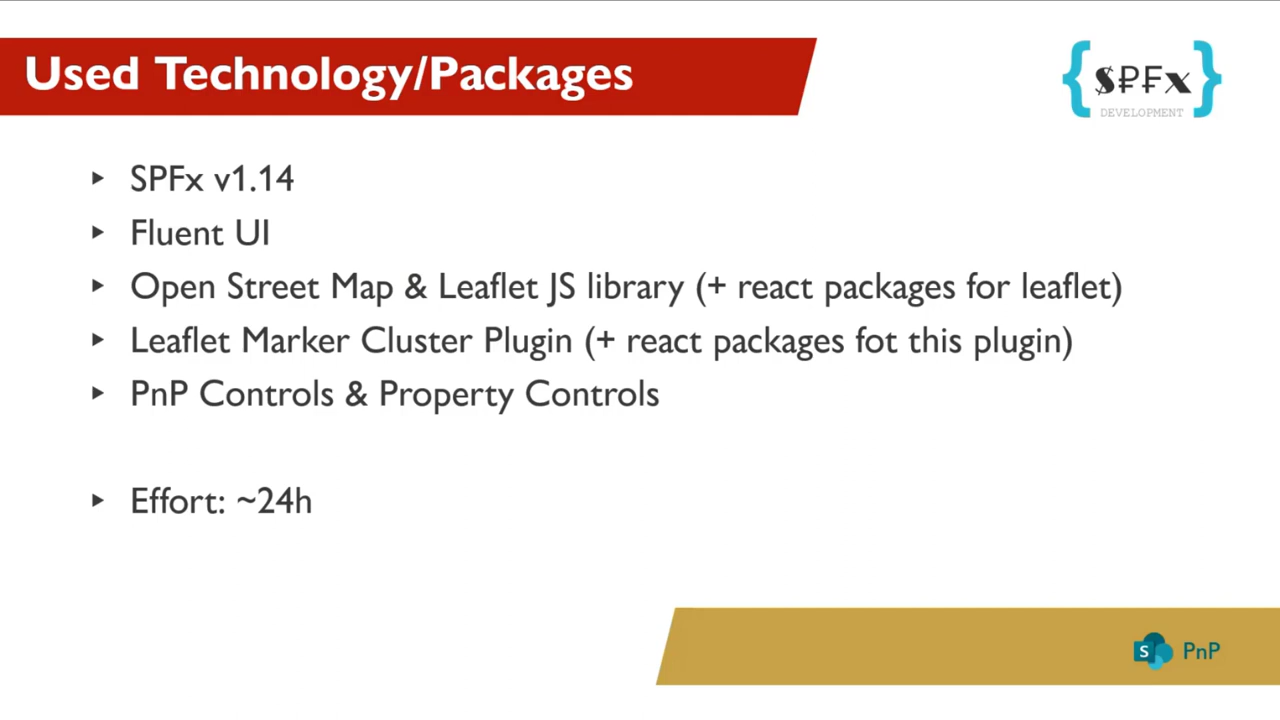 Used Technology/Packages
SPFx
DEVELOPMENT
SPFx v1.14
Fluent UI
Open Street Map & Leaflet JS library (+ react packages for leaflet)
Leaflet Marker Cluster Plugin (+ react packages fot this plugin)
PnP Controls & Property Controls
Effort: ~24h
S PnP